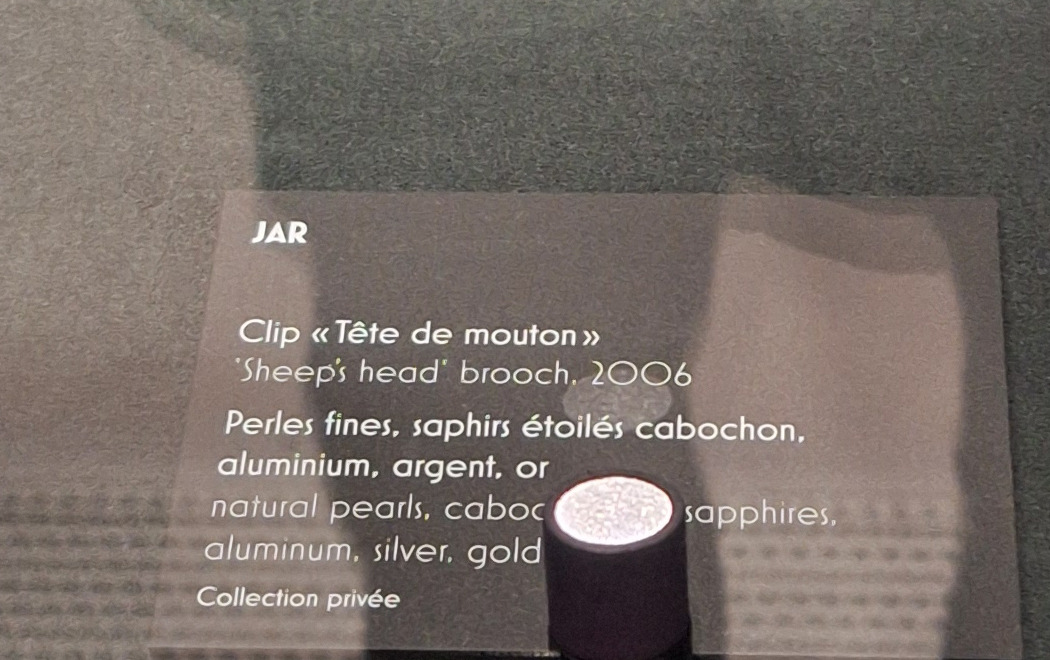 JAR
Clip « Tête de mouton »
'Sheep's head' brooch, 2006
Perles fines, saphirs étoilés cabochon,
aluminium, argent, or
natural pearls, sapphires,
aluminum, silver, gold
Collection privée